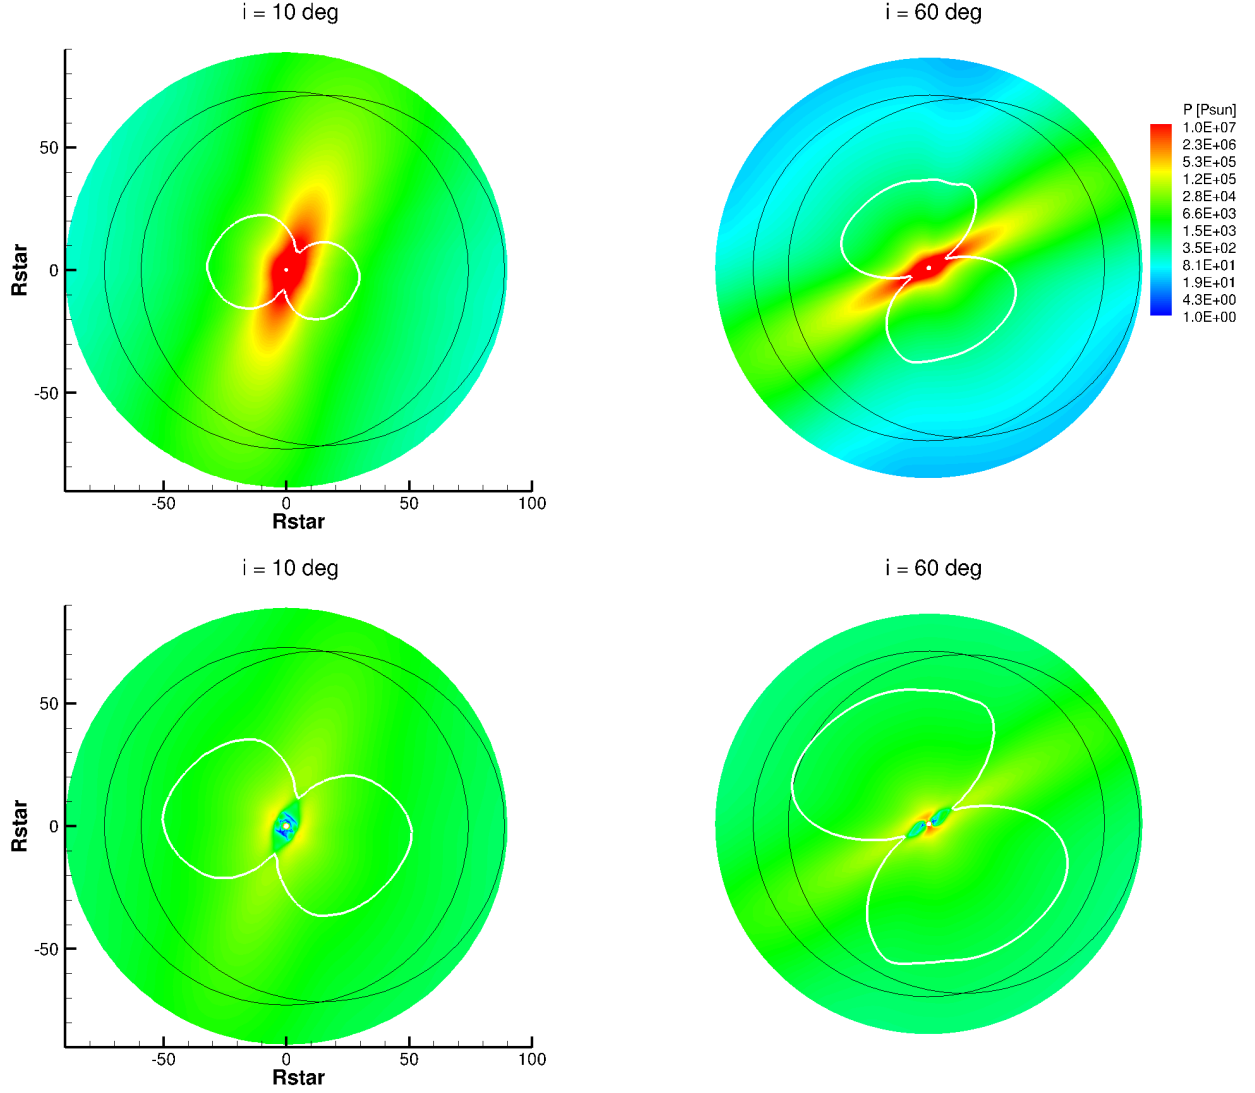 i = 10 deg
i = 60 deg
P [Psun]
1.0E+07
2.3E+06
5.3E+05
1.2E+05
2.8E+04
6.6E+03
1.5E+03
3.5E+02
8.1E+01
1.9E+01
4.3E+00
1.0E+00
50
0
-50
Rstar
-50
0
50
100
Rstar
i = 10 deg
i = 60 deg
50
0
-50
Rstar
-50
0
50
100
Rstar